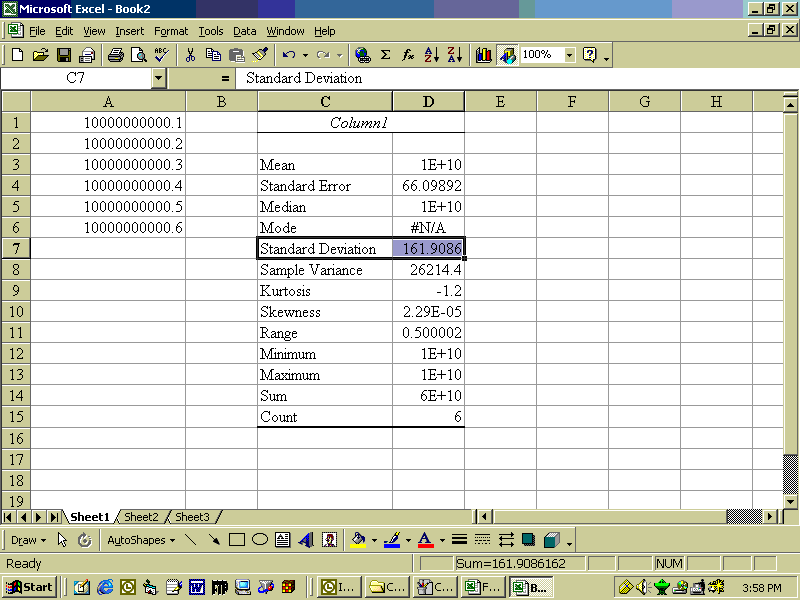 Microsoft Excel - Book2
File Edit View Insert Format Tools Data Window Help
100%
C7 = Standard Deviation
A B C D E F G H
1 10000000000.1 Column1
2 10000000000.2
3 10000000000.3 Mean 1E+10
4 10000000000.4 Standard Error 66.09892
5 10000000000.5 Median 1E+10
6 10000000000.6 Mode #N/A
7 Standard Deviation 161.9086
8 Sample Variance 26214.4
9 Kurtosis -1.2
10 Skewness 2.29E-05
11 Range 0.500002
12 Minimum 1E+10
13 Maximum 1E+10
14 Sum 6E+10
15 Count 6
16
17
18
19
Sheet1 Sheet2 Sheet3
Draw AutoShapes
Ready Sum=161.9086162 NUM
Start I... C... C... F... B... 3:58 PM